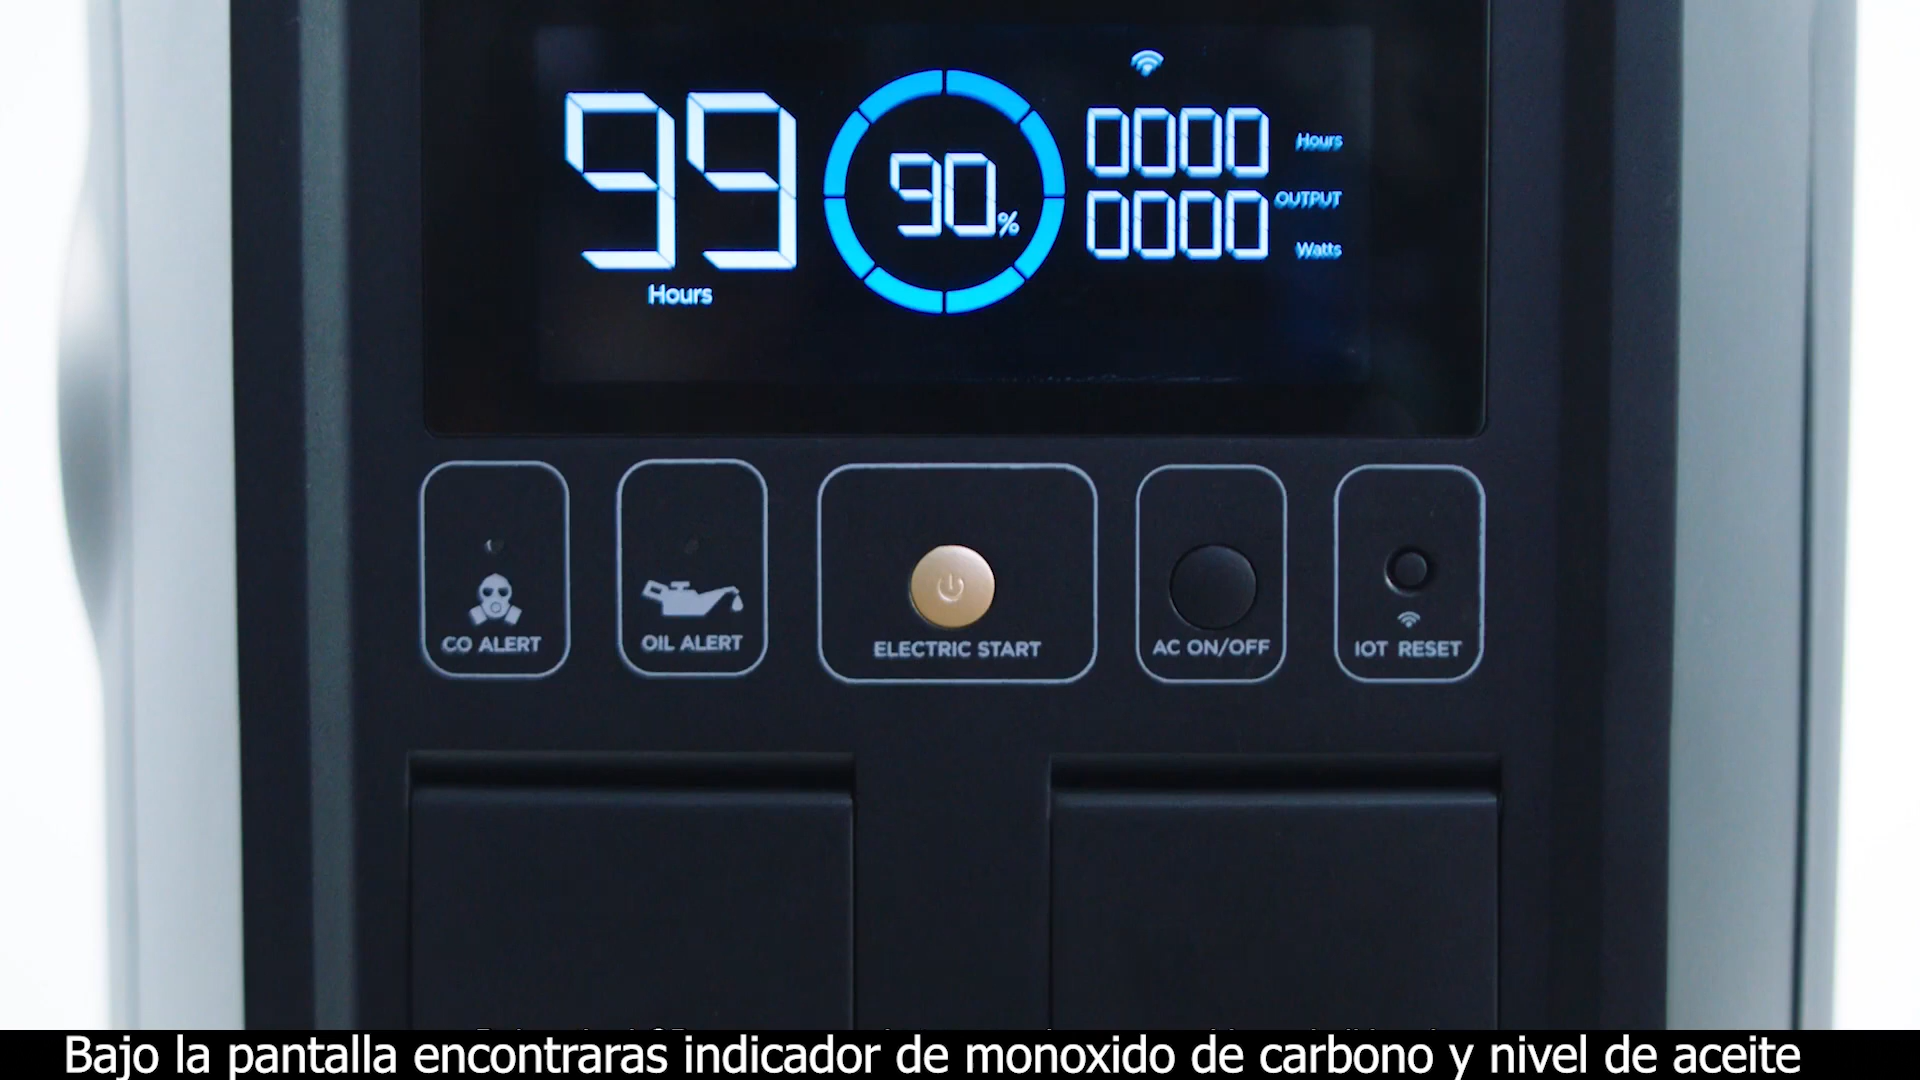 99
Hours
90%
0000 Hours
OUTPUT
0000 Watts
CO ALERT
OIL ALERT
ELECTRIC START
AC ON/OFF
IOT RESET
Bajo la pantalla encontraras indicador de monoxido de carbono y nivel de aceite